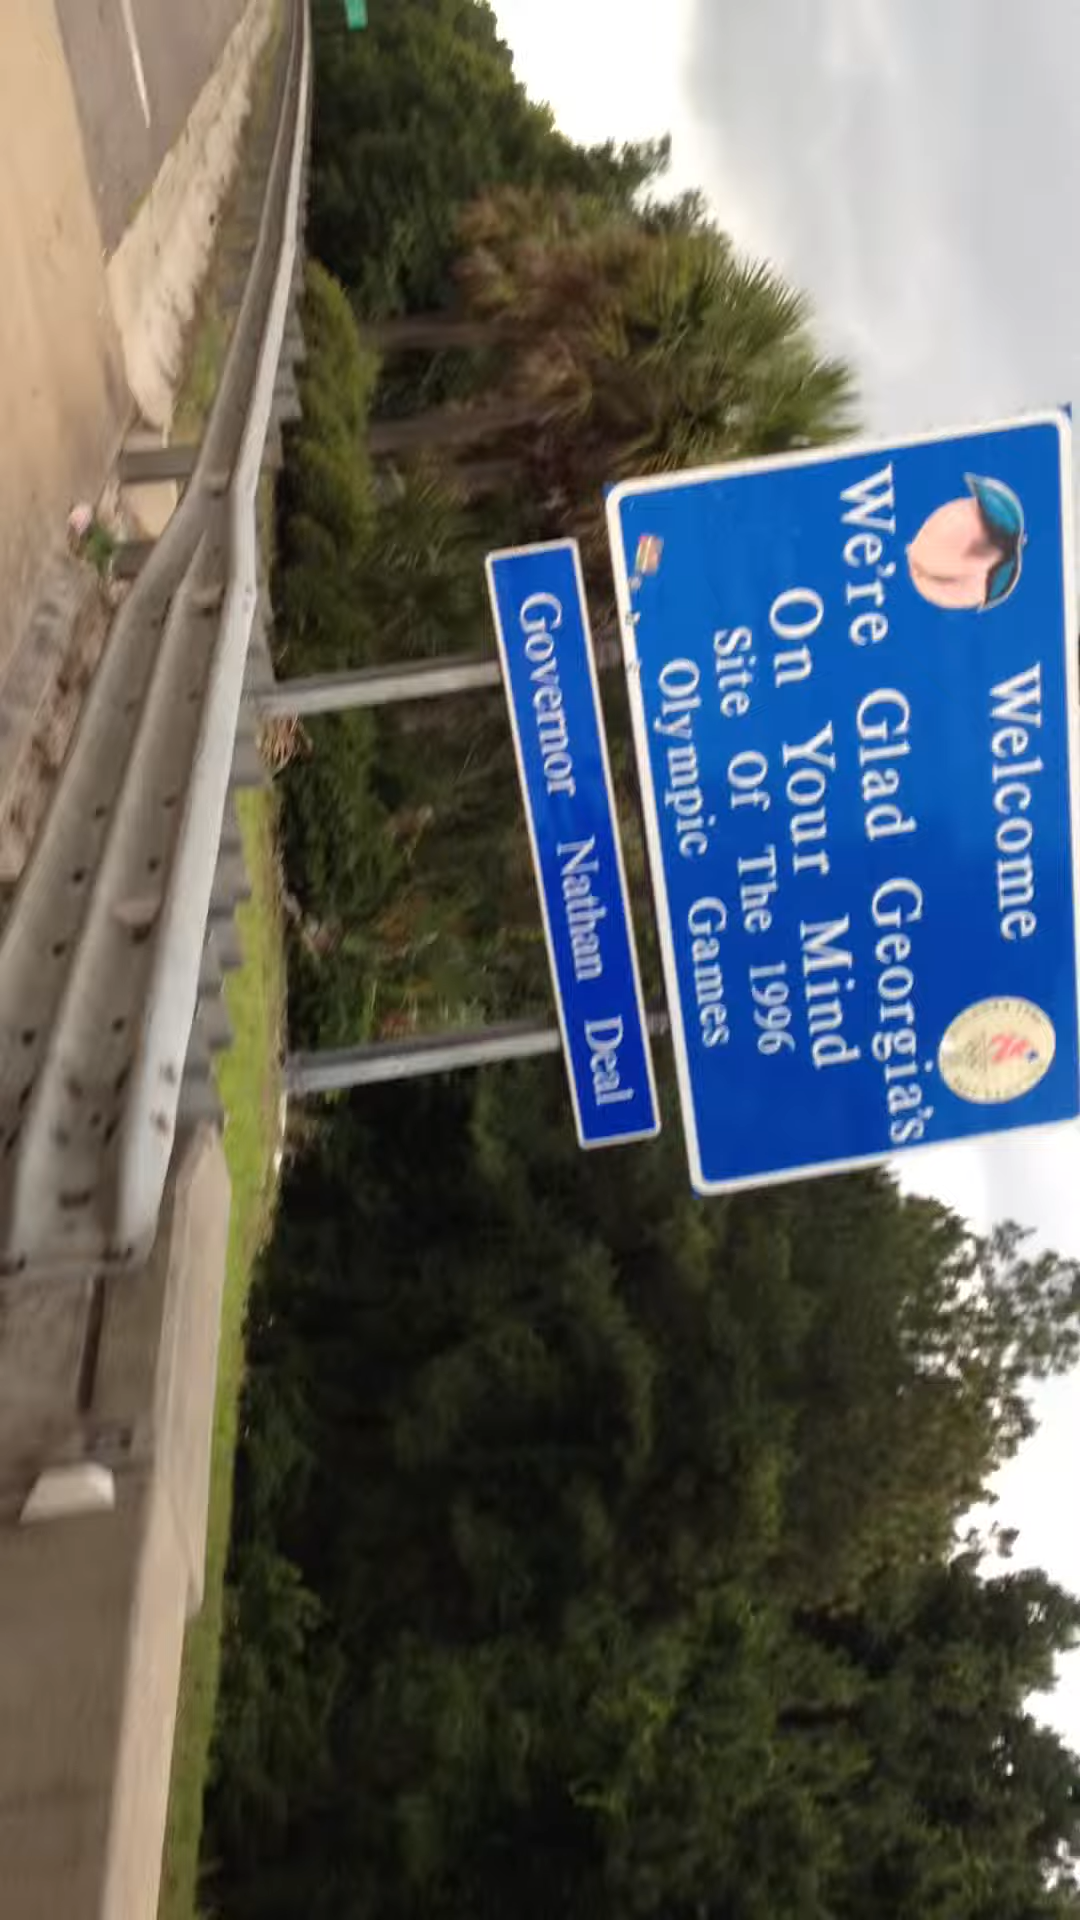 Welcome
We're Glad Georgia's
On Your Mind
Site Of The 1996
Olympic Games
Governor Nathan Deal